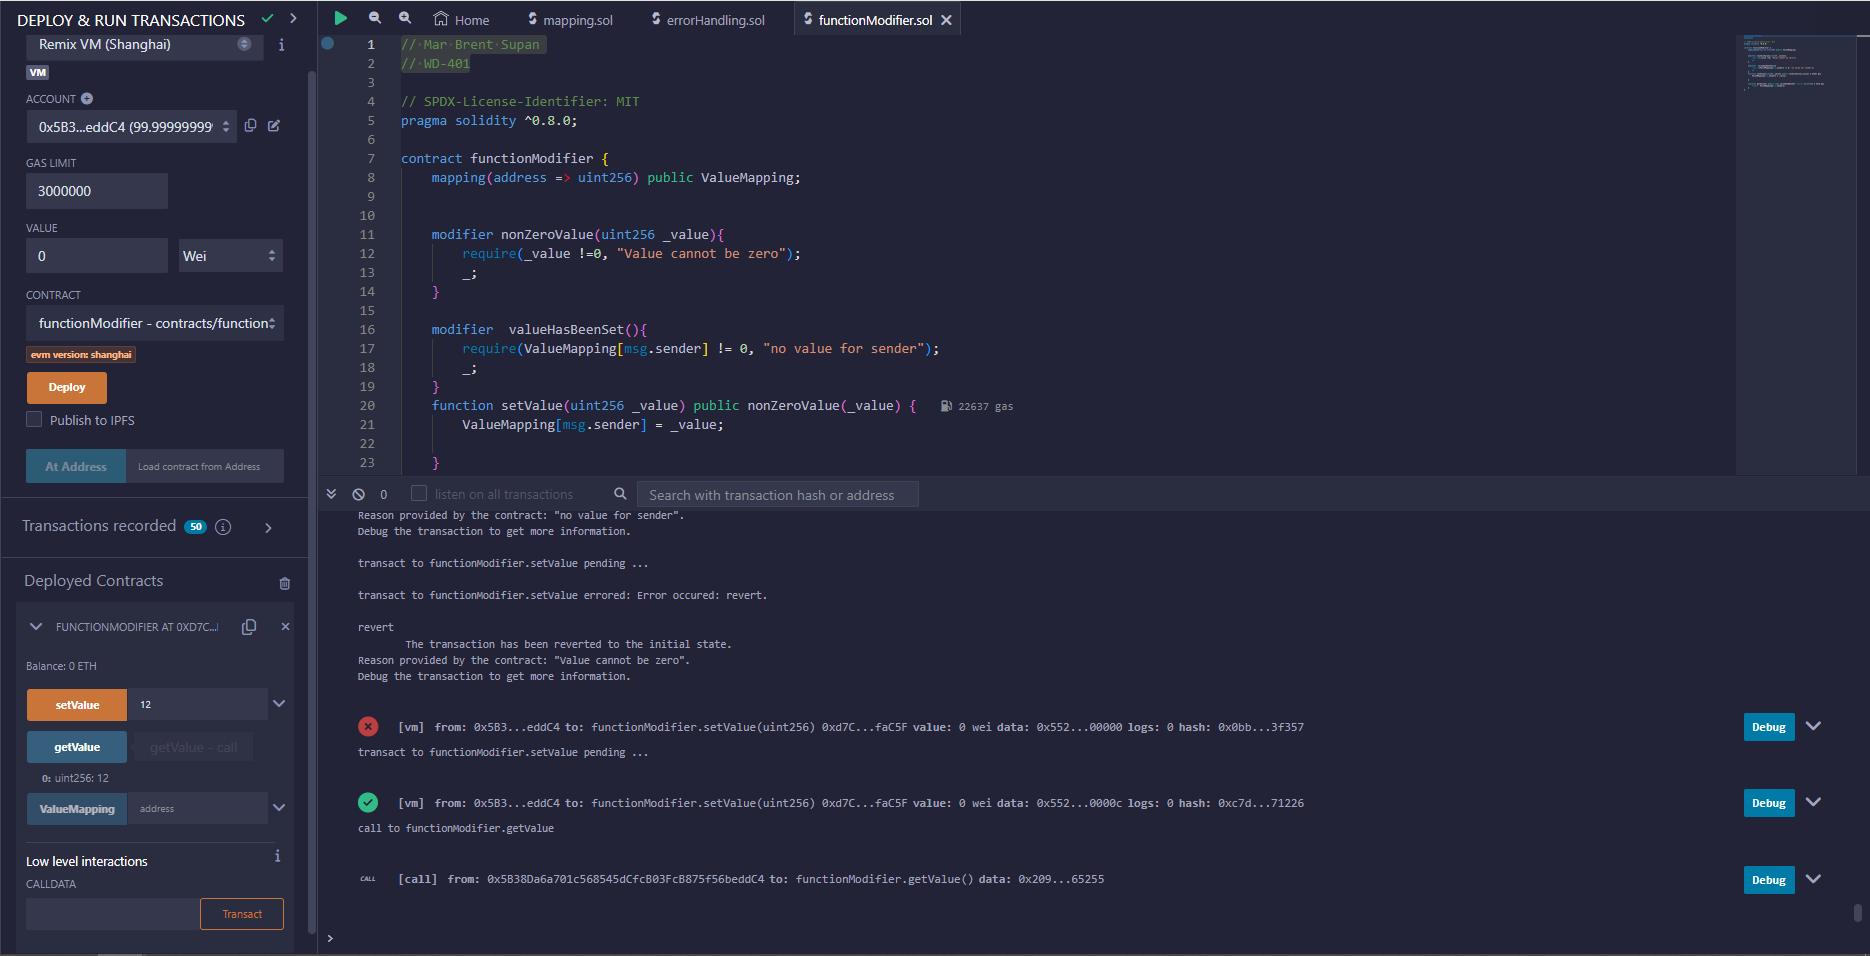 DEPLOY & RUN TRANSACTIONS
Remix VM (Shanghai)
VM
ACCOUNT
0x5B3...eddC4 (99.99999999
GAS LIMIT
3000000
VALUE
0
Wei
CONTRACT
functionModifier - contracts/function
evm version: shanghai
Deploy
Publish to IPFS
At Address
Load contract from Address
Transactions recorded 50
Deployed Contracts
FUNCTIONMODIFIER AT 0XD7C...
Balance: 0 ETH
setValue
12
getValue
getValue - call
0: uint256: 12
ValueMapping
address
Low level interactions
CALLDATA
Transact
Home
mapping.sol
errorHandling.sol
functionModifier.sol
1 // Mar Brent Supan
2 // WD-401
3
4 // SPDX-License-Identifier: MIT
5 pragma solidity ^0.8.0;
6
7 contract functionModifier {
8 mapping(address => uint256) public ValueMapping;
9
10
11 modifier nonZeroValue(uint256 _value){
12 require(_value !=0, "Value cannot be zero");
13 _;
14 }
15
16 modifier  valueHasBeenSet(){
17 require(ValueMapping[msg.sender] != 0, "no value for sender");
18 _;
19 }
20 function setValue(uint256 _value) public nonZeroValue(_value) { 22637 gas
21 ValueMapping[msg.sender] = _value;
22
23 }
0
listen on all transactions
Search with transaction hash or address
Reason provided by the contract: "no value for sender".
Debug the transaction to get more information.
transact to functionModifier.setValue pending ...
transact to functionModifier.setValue errored: Error occured: revert.
revert
The transaction has been reverted to the initial state.
Reason provided by the contract: "Value cannot be zero".
Debug the transaction to get more information.
[vm] from: 0x5B3...eddC4 to: functionModifier.setValue(uint256) 0xd7C...faC5F value: 0 wei data: 0x552...00000 logs: 0 hash: 0x0bb...3f357
Debug
transact to functionModifier.setValue pending ...
[vm] from: 0x5B3...eddC4 to: functionModifier.setValue(uint256) 0xd7C...faC5F value: 0 wei data: 0x552...0000c logs: 0 hash: 0xc7d...71226
Debug
call to functionModifier.getValue
CALL
[call] from: 0x5B38Da6a701c568545dCfcB03FcB875f56beddC4 to: functionModifier.getValue() data: 0x209...65255
Debug
>